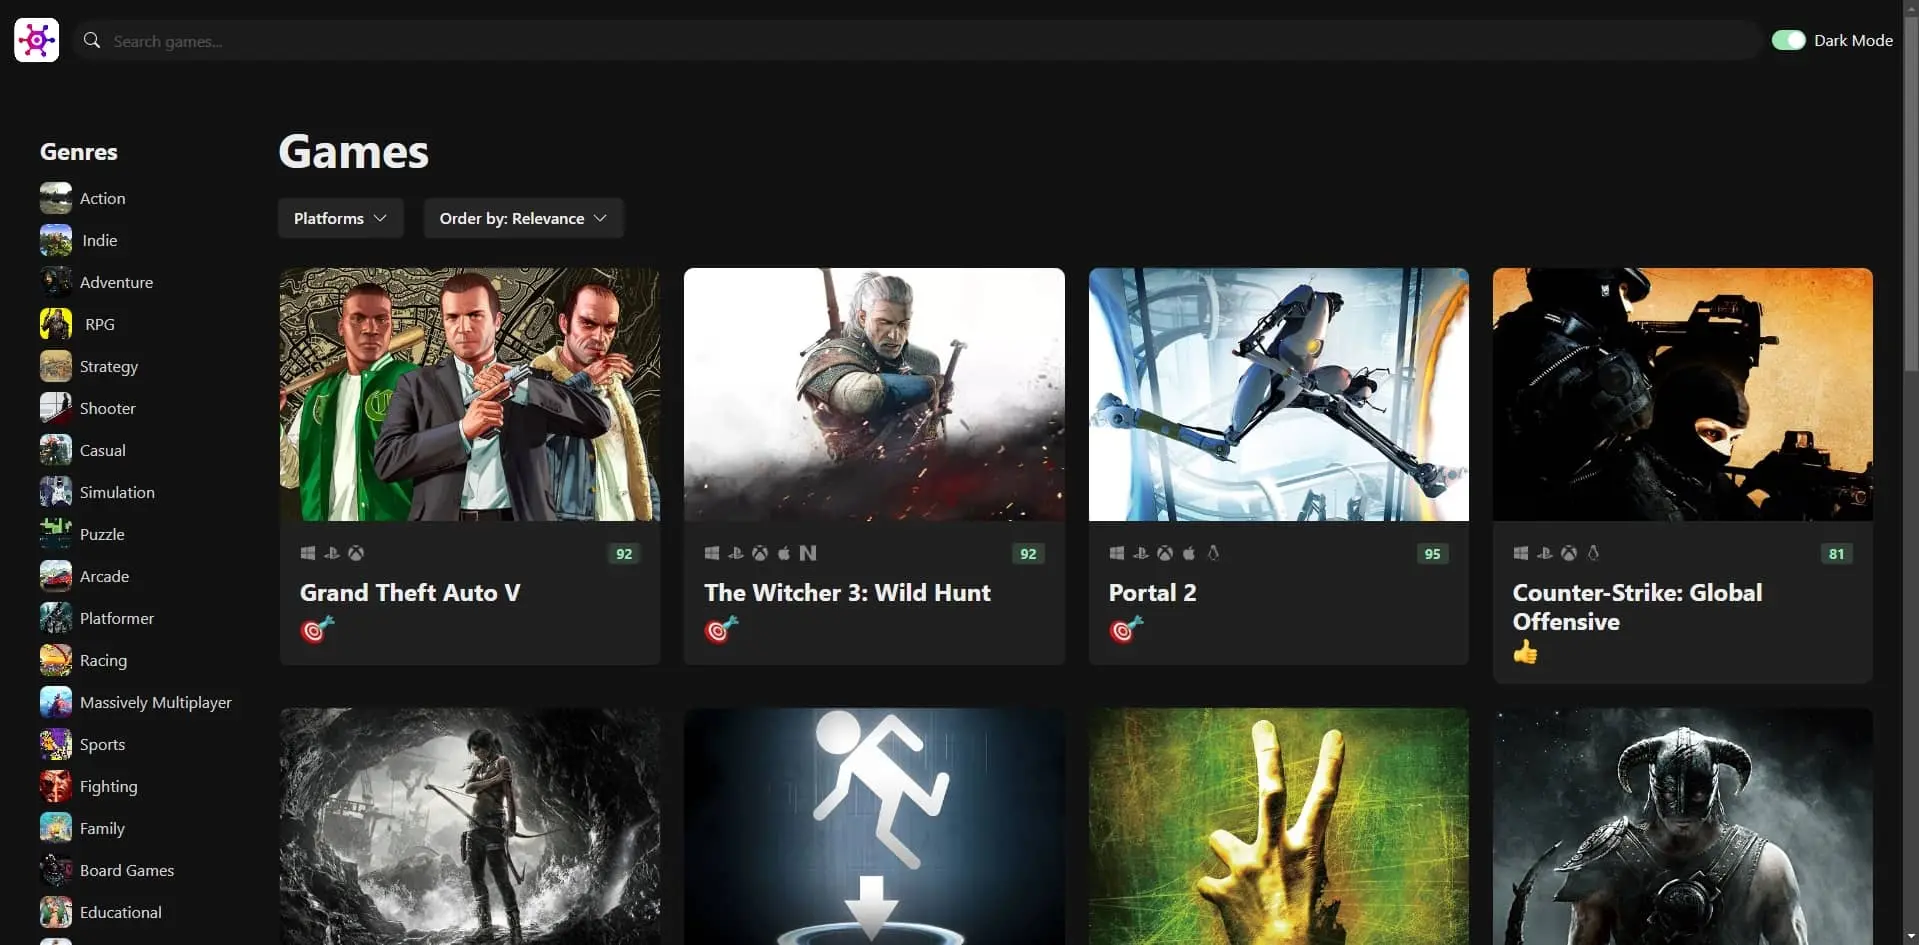 Search games...
Dark Mode
Genres
Action
Indie
Adventure
RPG
Strategy
Shooter
Casual
Simulation
Puzzle
Arcade
Platformer
Racing
Massively Multiplayer
Sports
Fighting
Family
Board Games
Educational
Games
Platforms
Order by: Relevance
92
Grand Theft Auto V
92
The Witcher 3: Wild Hunt
95
Portal 2
81
Counter-Strike: Global
Offensive